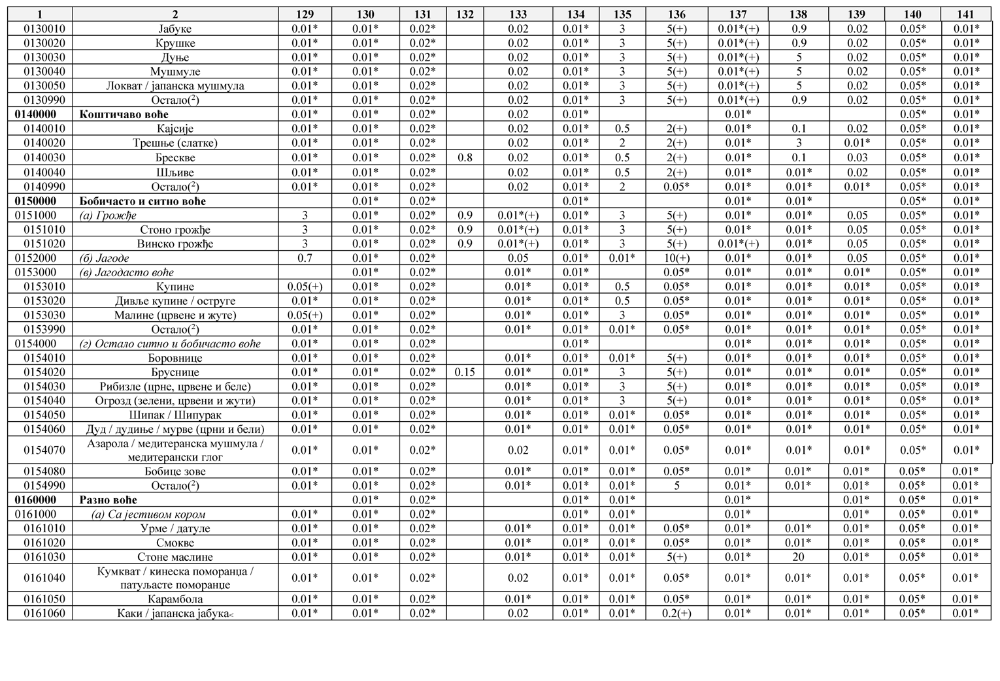 1 2 129 130 131 132 133 134 135 136 137 138 139 140 141
0130010 Јабуке 0.01* 0.01* 0.02* 0.02 0.01* 3 5(+) 0.01*(+) 0.9 0.02 0.05* 0.01*
0130020 Крушке 0.01* 0.01* 0.02* 0.02 0.01* 3 5(+) 0.01*(+) 0.9 0.02 0.05* 0.01*
0130030 Дуње 0.01* 0.01* 0.02* 0.02 0.01* 3 5(+) 0.01*(+) 5 0.02 0.05* 0.01*
0130040 Мушмуле 0.01* 0.01* 0.02* 0.02 0.01* 3 5(+) 0.01*(+) 5 0.02 0.05* 0.01*
0130050 Локват / јапанска мушмула 0.01* 0.01* 0.02* 0.02 0.01* 3 5(+) 0.01*(+) 5 0.02 0.05* 0.01*
0130990 Остало(²) 0.01* 0.01* 0.02* 0.02 0.01* 3 5(+) 0.01*(+) 0.9 0.02 0.05* 0.01*
0140000 Коштичаво воће 0.01* 0.01* 0.02* 0.02 0.01* 0.01* 0.05* 0.01*
0140010 Кајсије 0.01* 0.01* 0.02* 0.02 0.01* 0.5 2(+) 0.01* 0.1 0.02 0.05* 0.01*
0140020 Трешње (слатке) 0.01* 0.01* 0.02* 0.02 0.01* 2 2(+) 0.01* 3 0.01* 0.05* 0.01*
0140030 Брескве 0.01* 0.01* 0.02* 0.8 0.02 0.01* 0.5 2(+) 0.01* 0.1 0.03 0.05* 0.01*
0140040 Шљиве 0.01* 0.01* 0.02* 0.02 0.01* 0.5 2(+) 0.01* 0.01* 0.02 0.05* 0.01*
0140990 Остало(²) 0.01* 0.01* 0.02* 0.02 0.01* 2 0.05* 0.01* 0.01* 0.01* 0.05* 0.01*
0150000 Бобичасто и ситно воће 0.01* 0.02* 0.01* 0.01* 0.01* 0.05* 0.01*
0151000 (а) Грожђе 3 0.01* 0.02* 0.9 0.01*(+) 0.01* 3 5(+) 0.01* 0.01* 0.05 0.05* 0.01*
0151010 Стоно грожђе 3 0.01* 0.02* 0.9 0.01*(+) 0.01* 3 5(+) 0.01* 0.01* 0.05 0.05* 0.01*
0151020 Винско грожђе 3 0.01* 0.02* 0.9 0.01*(+) 0.01* 3 5(+) 0.01*(+) 0.01* 0.05 0.05* 0.01*
0152000 (б) Јагоде 0.7 0.01* 0.02* 0.05 0.01* 0.01* 10(+) 0.01* 0.01* 0.05 0.05* 0.01*
0153000 (в) Јагодасто воће 0.01* 0.02* 0.01* 0.01* 0.05* 0.01* 0.01* 0.01* 0.05* 0.01*
0153010 Купине 0.05(+) 0.01* 0.02* 0.01* 0.01* 0.5 0.05* 0.01* 0.01* 0.01* 0.05* 0.01*
0153020 Дивље купине / оструге 0.01* 0.01* 0.02* 0.01* 0.01* 0.5 0.05* 0.01* 0.01* 0.01* 0.05* 0.01*
0153030 Малине (црвене и жуте) 0.05(+) 0.01* 0.02* 0.01* 0.01* 3 0.05* 0.01* 0.01* 0.01* 0.05* 0.01*
0153990 Остало(²) 0.01* 0.01* 0.02* 0.01* 0.01* 0.01* 0.05* 0.01* 0.01* 0.01* 0.05* 0.01*
0154000 (г) Остало ситно и бобичасто воће 0.01* 0.01* 0.02* 0.01* 0.01* 0.01* 0.01* 0.05* 0.01*
0154010 Боровнице 0.01* 0.01* 0.02* 0.01* 0.01* 0.01* 5(+) 0.01* 0.01* 0.01* 0.05* 0.01*
0154020 Бруснице 0.01* 0.01* 0.02* 0.15 0.01* 0.01* 3 5(+) 0.01* 0.01* 0.01* 0.05* 0.01*
0154030 Рибизле (црне, црвене и беле) 0.01* 0.01* 0.02* 0.01* 0.01* 3 5(+) 0.01* 0.01* 0.01* 0.05* 0.01*
0154040 Огрозд (зелени, црвени и жути) 0.01* 0.01* 0.02* 0.01* 0.01* 3 5(+) 0.01* 0.01* 0.01* 0.05* 0.01*
0154050 Шипак / Шипурак 0.01* 0.01* 0.02* 0.01* 0.01* 0.01* 0.05* 0.01* 0.01* 0.01* 0.05* 0.01*
0154060 Дуд / дудиње / мурве (црни и бели) 0.01* 0.01* 0.02* 0.01* 0.01* 0.01* 0.05* 0.01* 0.01* 0.01* 0.05* 0.01*
Азарола / медитеранска мушмула /
0154070 медитерански глог 0.01* 0.01* 0.02* 0.02 0.01* 0.01* 0.05* 0.01* 0.01* 0.01* 0.05* 0.01*
0154080 Бобице зове 0.01* 0.01* 0.02* 0.01* 0.01* 0.01* 0.05* 0.01* 0.01* 0.01* 0.05* 0.01*
0154990 Остало(²) 0.01* 0.01* 0.02* 0.01* 0.01* 0.01* 5 0.01* 0.01* 0.01* 0.05* 0.01*
0160000 Разно воће 0.01* 0.02* 0.01* 0.01* 0.01* 0.01* 0.05* 0.01*
0161000 (а) Са јестивом кором 0.01* 0.01* 0.02* 0.01* 0.01* 0.01* 0.01* 0.05* 0.01*
0161010 Урме / датуле 0.01* 0.01* 0.02* 0.01* 0.01* 0.01* 0.05* 0.01* 0.01* 0.01* 0.05* 0.01*
0161020 Смокве 0.01* 0.01* 0.02* 0.01* 0.01* 0.01* 0.05* 0.01* 0.01* 0.01* 0.05* 0.01*
0161030 Стоне маслине 0.01* 0.01* 0.02* 0.01* 0.01* 0.01* 5(+) 0.01* 20 0.01* 0.05* 0.01*
Кумкват / кинеска поморанџа /
0161040 патуљасте поморанџе 0.01* 0.01* 0.02* 0.02 0.01* 0.01* 0.05* 0.01* 0.01* 0.01* 0.05* 0.01*
0161050 Карамбола 0.01* 0.01* 0.02* 0.01* 0.01* 0.01* 0.05* 0.01* 0.01* 0.01* 0.05* 0.01*
0161060 Каки / јапанска јабука< 0.01* 0.01* 0.02* 0.02 0.01* 0.01* 0.2(+) 0.01* 0.01* 0.01* 0.05* 0.01*